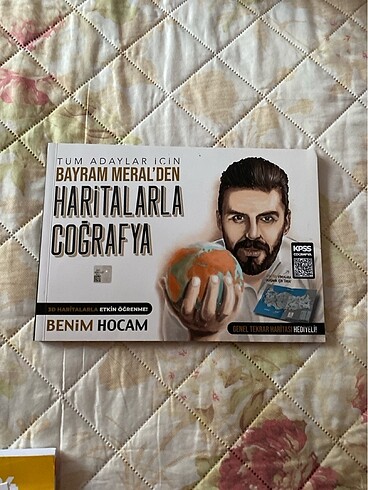 TÜM ADAYLAR İÇİN
BAYRAM MERAL'DEN
HARİTALARLA
COĞRAFYA
KPSS
COĞRAFYA
3D HARİTALARLA ETKİN ÖĞRENME!
BENİM HOCAM
GENEL TEKRAR HARİTASI HEDİYELİ!